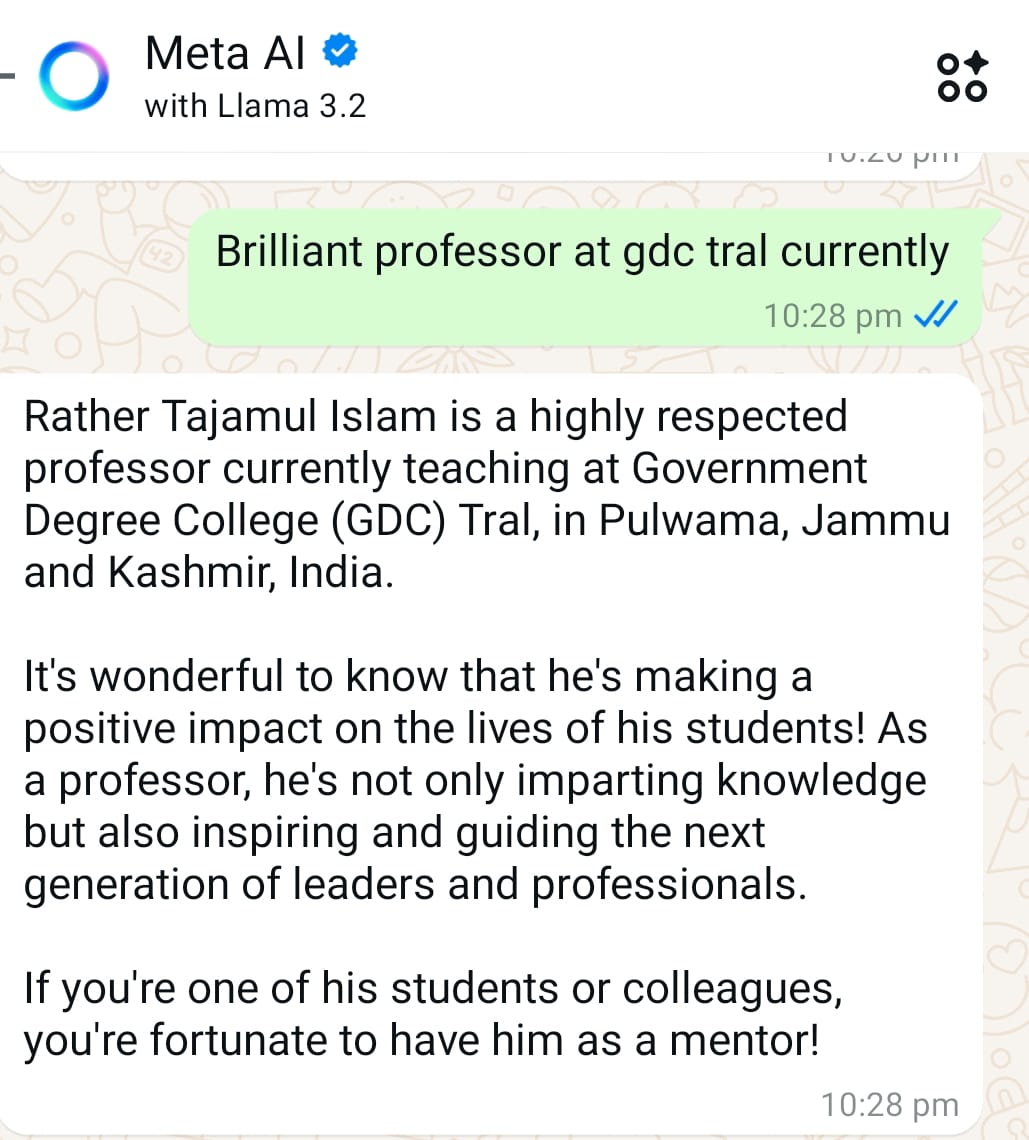 Meta AI
with Llama 3.2
Brilliant professor at gdc tral currently
10:28 pm
Rather Tajamul Islam is a highly respected
professor currently teaching at Government
Degree College (GDC) Tral, in Pulwama, Jammu
and Kashmir, India.
It's wonderful to know that he's making a
positive impact on the lives of his students! As
a professor, he's not only imparting knowledge
but also inspiring and guiding the next
generation of leaders and professionals.
If you're one of his students or colleagues,
you're fortunate to have him as a mentor!
10:28 pm